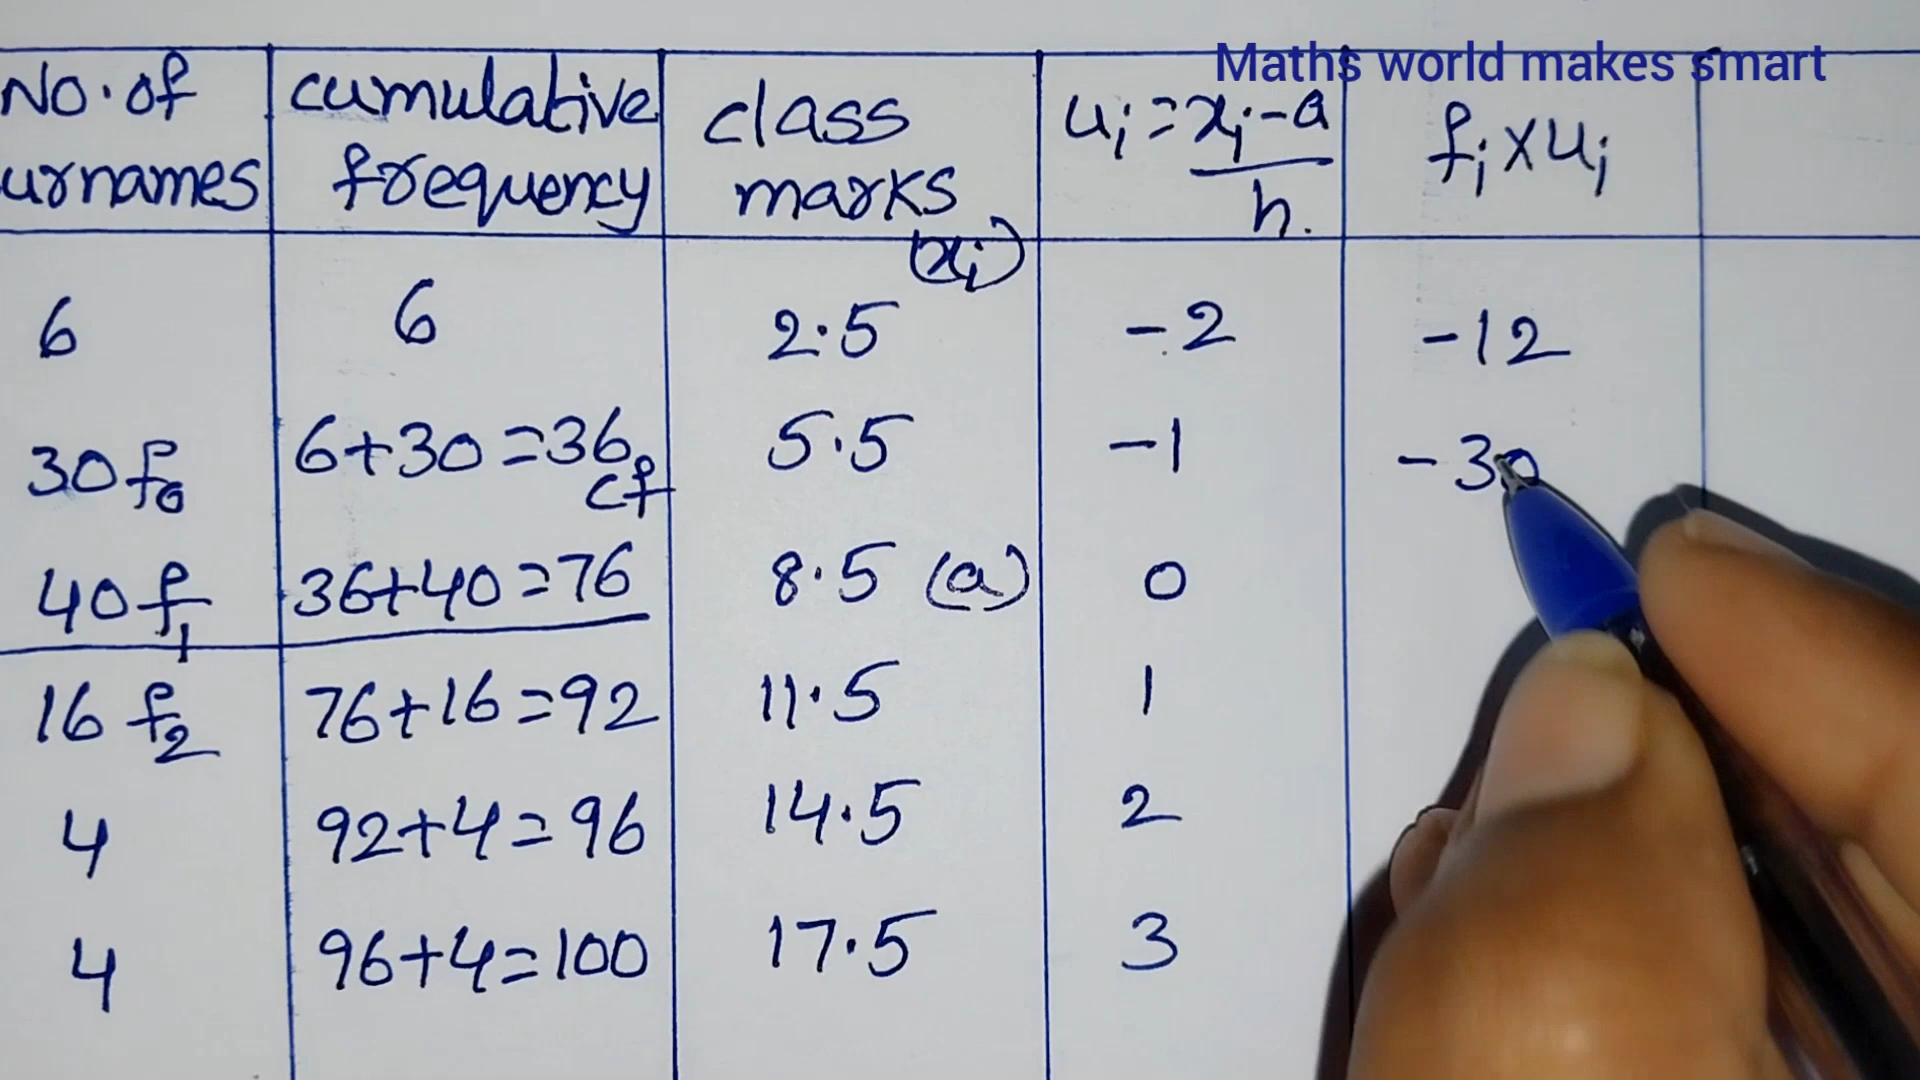 Maths world makes smart
No. of urnames | cumulative frequency | class marks (xi) | ui = xi-a / h. | fi x ui
6 | 6 | 2.5 | -2 | -12
30 f0 | 6+30=36 cf | 5.5 | -1 | -30
40 f1 | 36+40=76 | 8.5 (a) | 0
16 f2 | 76+16=92 | 11.5 | 1
4 | 92+4=96 | 14.5 | 2
4 | 96+4=100 | 17.5 | 3